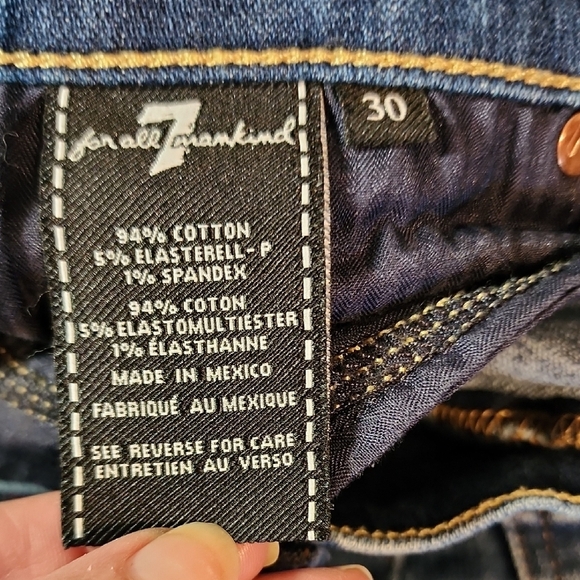 for all 7 mankind
30
94% COTTON
5% ELASTERELL-P
1% SPANDEX
94% COTON
5% ELASTOMULTIESTER
1% ÉLASTHANNE
MADE IN MEXICO
FABRIQUÉ AU MEXIQUE
SEE REVERSE FOR CARE
ENTRETIEN AU VERSO